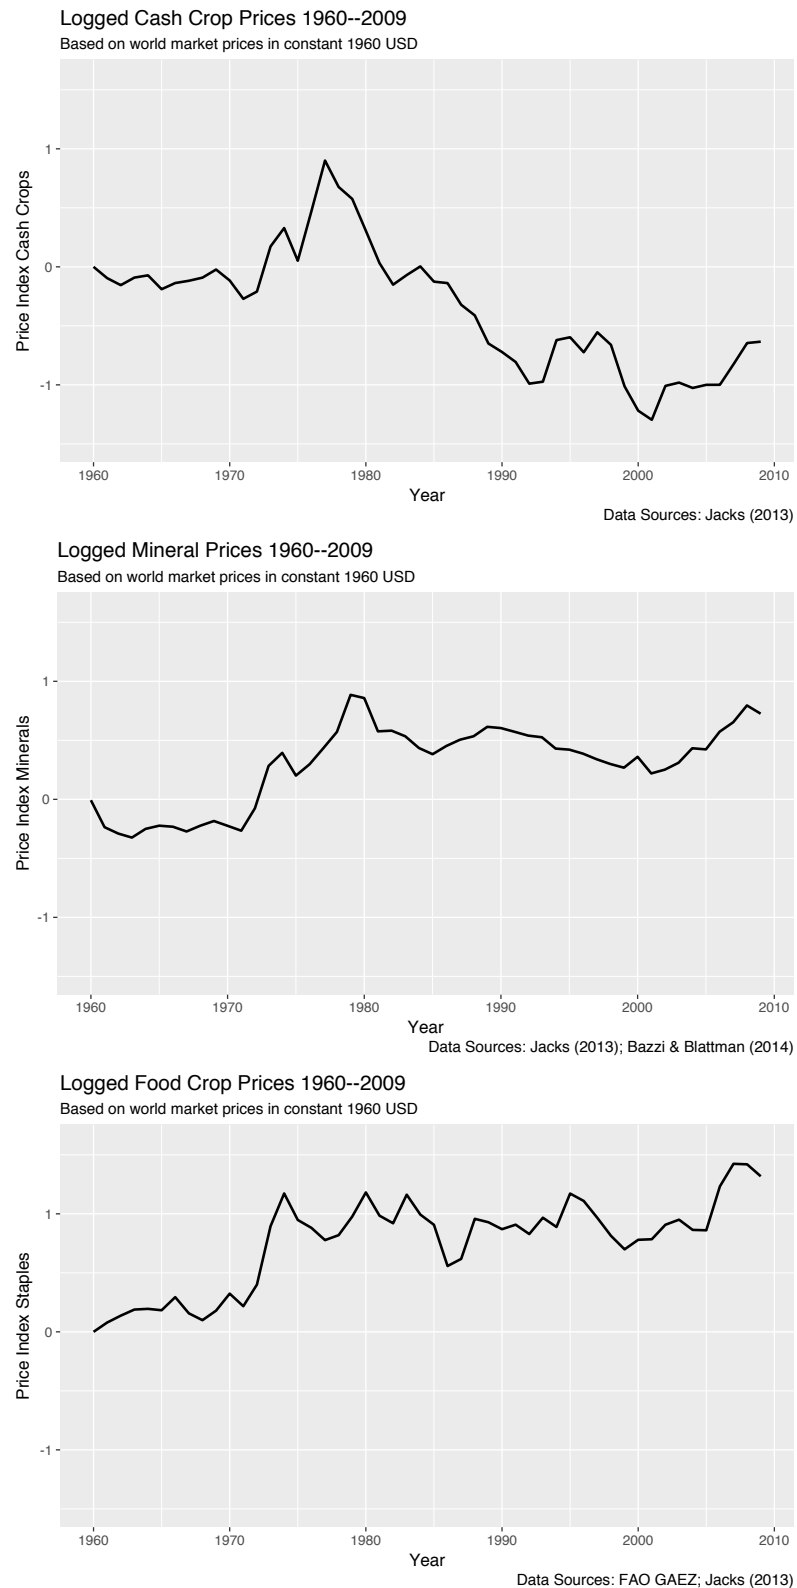 Logged Cash Crop Prices 1960--2009
Based on world market prices in constant 1960 USD
Price Index Cash Crops
1
0
-1
1960 1970 1980 1990 2000 2010
Year
Data Sources: Jacks (2013)
Logged Mineral Prices 1960--2009
Based on world market prices in constant 1960 USD
Price Index Minerals
1
0
-1
1960 1970 1980 1990 2000 2010
Year
Data Sources: Jacks (2013); Bazzi & Blattman (2014)
Logged Food Crop Prices 1960--2009
Based on world market prices in constant 1960 USD
Price Index Staples
1
0
-1
1960 1970 1980 1990 2000 2010
Year
Data Sources: FAO GAEZ; Jacks (2013)